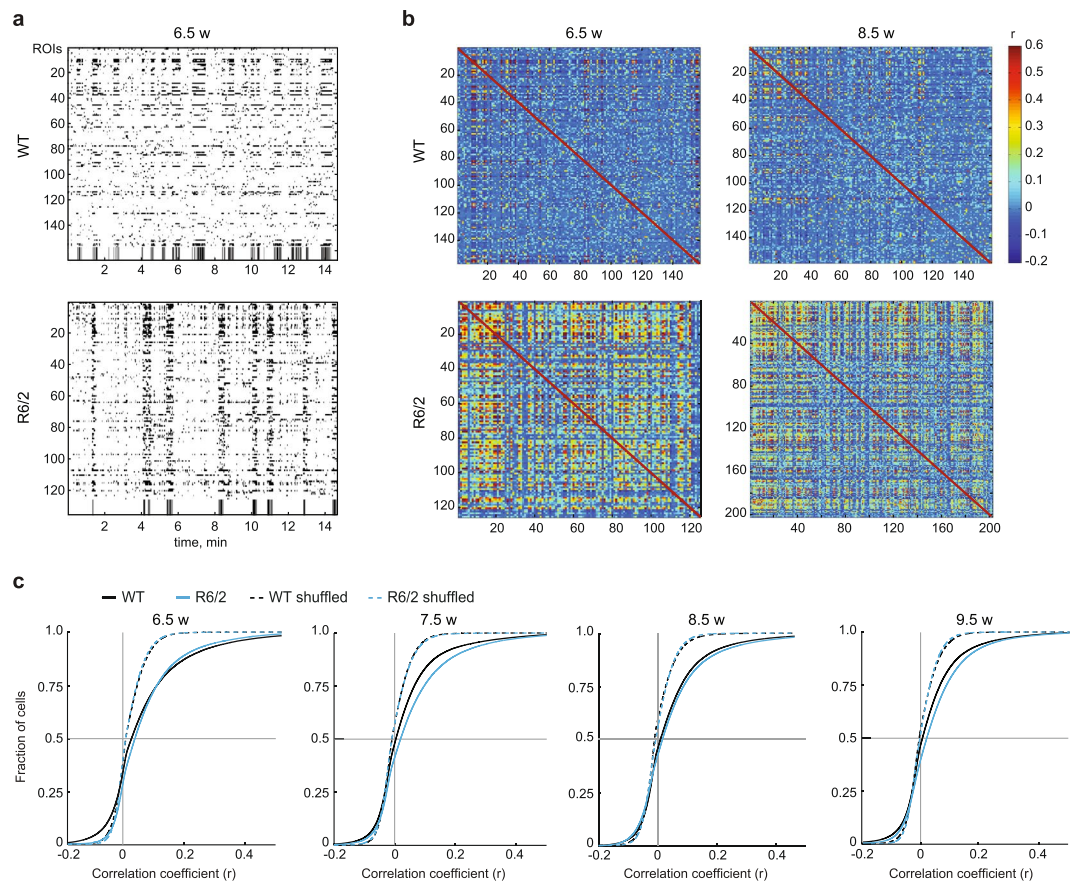 a
6.5 w
ROIs
20
40
60
80
100
120
140
WT
2 4 6 8 10 12 14
20
40
60
80
100
120
R6/2
2 4 6 8 10 12 14
time, min
b
6.5 w 8.5 w
r
20
40
60
80
100
120
140
WT
20 40 60 80 100 120 140
20
40
60
80
100
120
140
20 40 60 80 100 120 140
0.6
0.5
0.4
0.3
0.2
0.1
0
-0.1
-0.2
20
40
60
80
100
120
R6/2
20 40 60 80 100 120
40
80
120
160
200
40 80 120 160 200
c
WT R6/2 WT shuffled R6/2 shuffled
6.5 w 7.5 w 8.5 w 9.5 w
Fraction of cells
1.0
0.75
0.5
0.25
0
-0.2 0 0.2 0.4
Correlation coefficient (r)
1.0
0.75
0.5
0.25
0
-0.2 0 0.2 0.4
Correlation coefficient (r)
1.0
0.75
0.5
0.25
0
-0.2 0 0.2 0.4
Correlation coefficient (r)
1.0
0.75
0.5
0.25
0
-0.2 0 0.2 0.4
Correlation coefficient (r)